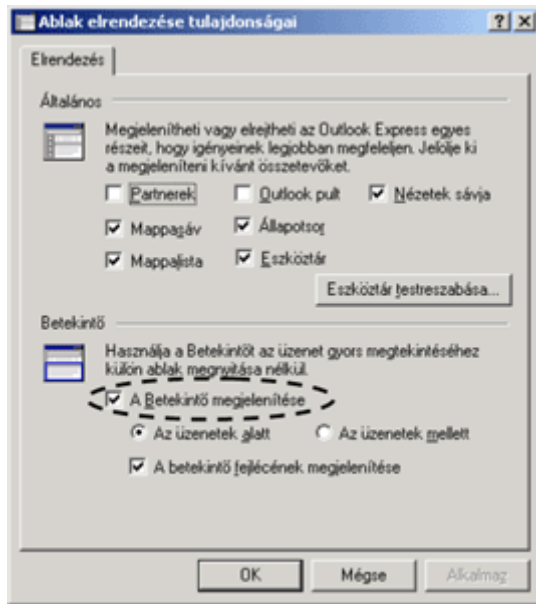 Ablak elrendezése tulajdonságai
Elrendezés
Általános
Megjelenítheti vagy elrejtheti az Outlook Express egyes
részeit, hogy igényeinek legjobban megfeleljen. Jelölje ki
a megjeleníteni kívánt összetevőket.
Partnerek Outlook pult Nézetek sávja
Mappasáv Állapotsor
Mappalista Eszköztár
Eszköztár testreszabása...
Betekintő
Használja a Betekintőt az üzenet gyors megtekintéséhez
külön ablak megnyitása nélkül.
A Betekintő megjelenítése
Az üzenetek alatt Az üzenetek mellett
A betekintő fejlécének megjelenítése
OK Mégse Alkalmaz